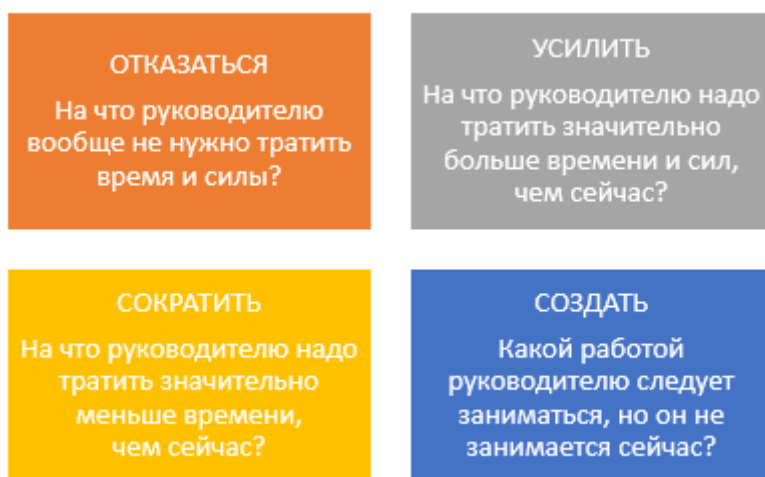 ОТКАЗАТЬСЯ
На что руководителю
вообще не нужно тратить
время и силы?
УСИЛИТЬ
На что руководителю надо
тратить значительно
больше времени и сил,
чем сейчас?
СОКРАТИТЬ
На что руководителю надо
тратить значительно
меньше времени,
чем сейчас?
СОЗДАТЬ
Какой работой
руководителю следует
заниматься, но он не
занимается сейчас?